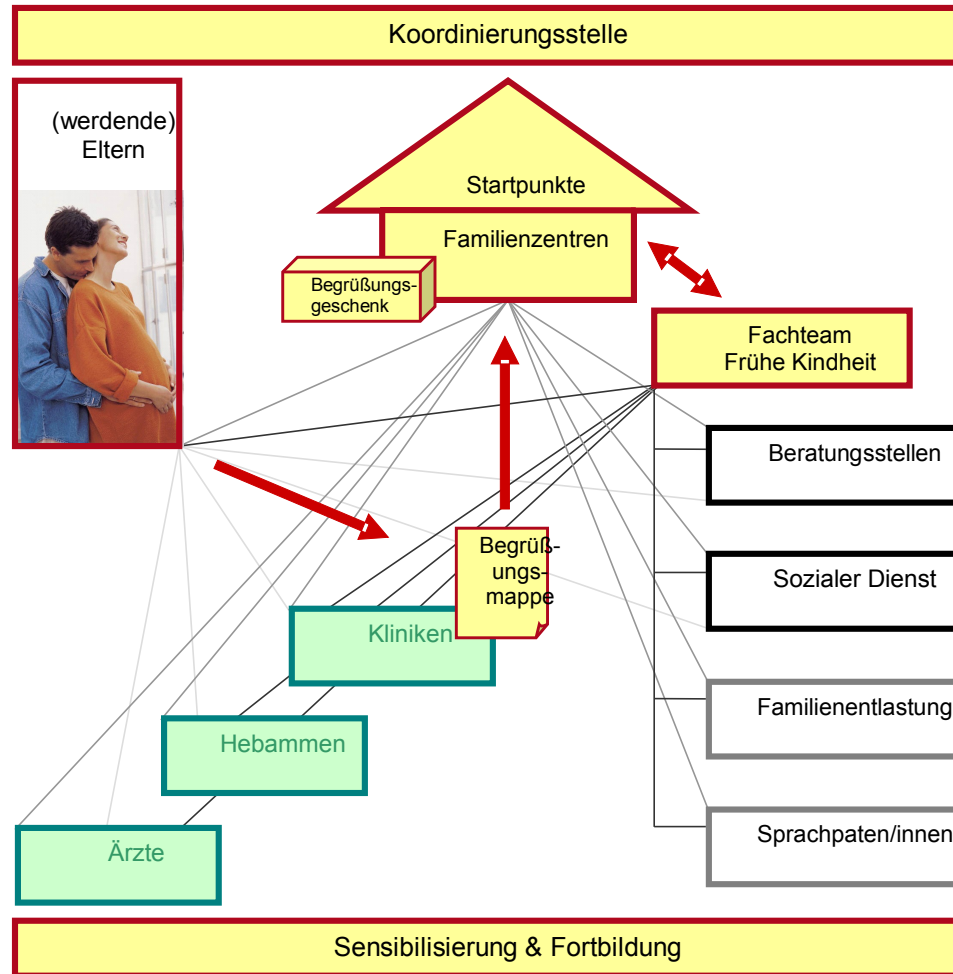 Koordinierungsstelle
(werdende)
Eltern
Startpunkte
Familienzentren
Begrüßungs-
geschenk
Fachteam
Frühe Kindheit
Beratungsstellen
Begrüß-
ungs-
mappe
Sozialer Dienst
Kliniken
Familienentlastung
Hebammen
Sprachpaten/innen
Ärzte
Sensibilisierung & Fortbildung